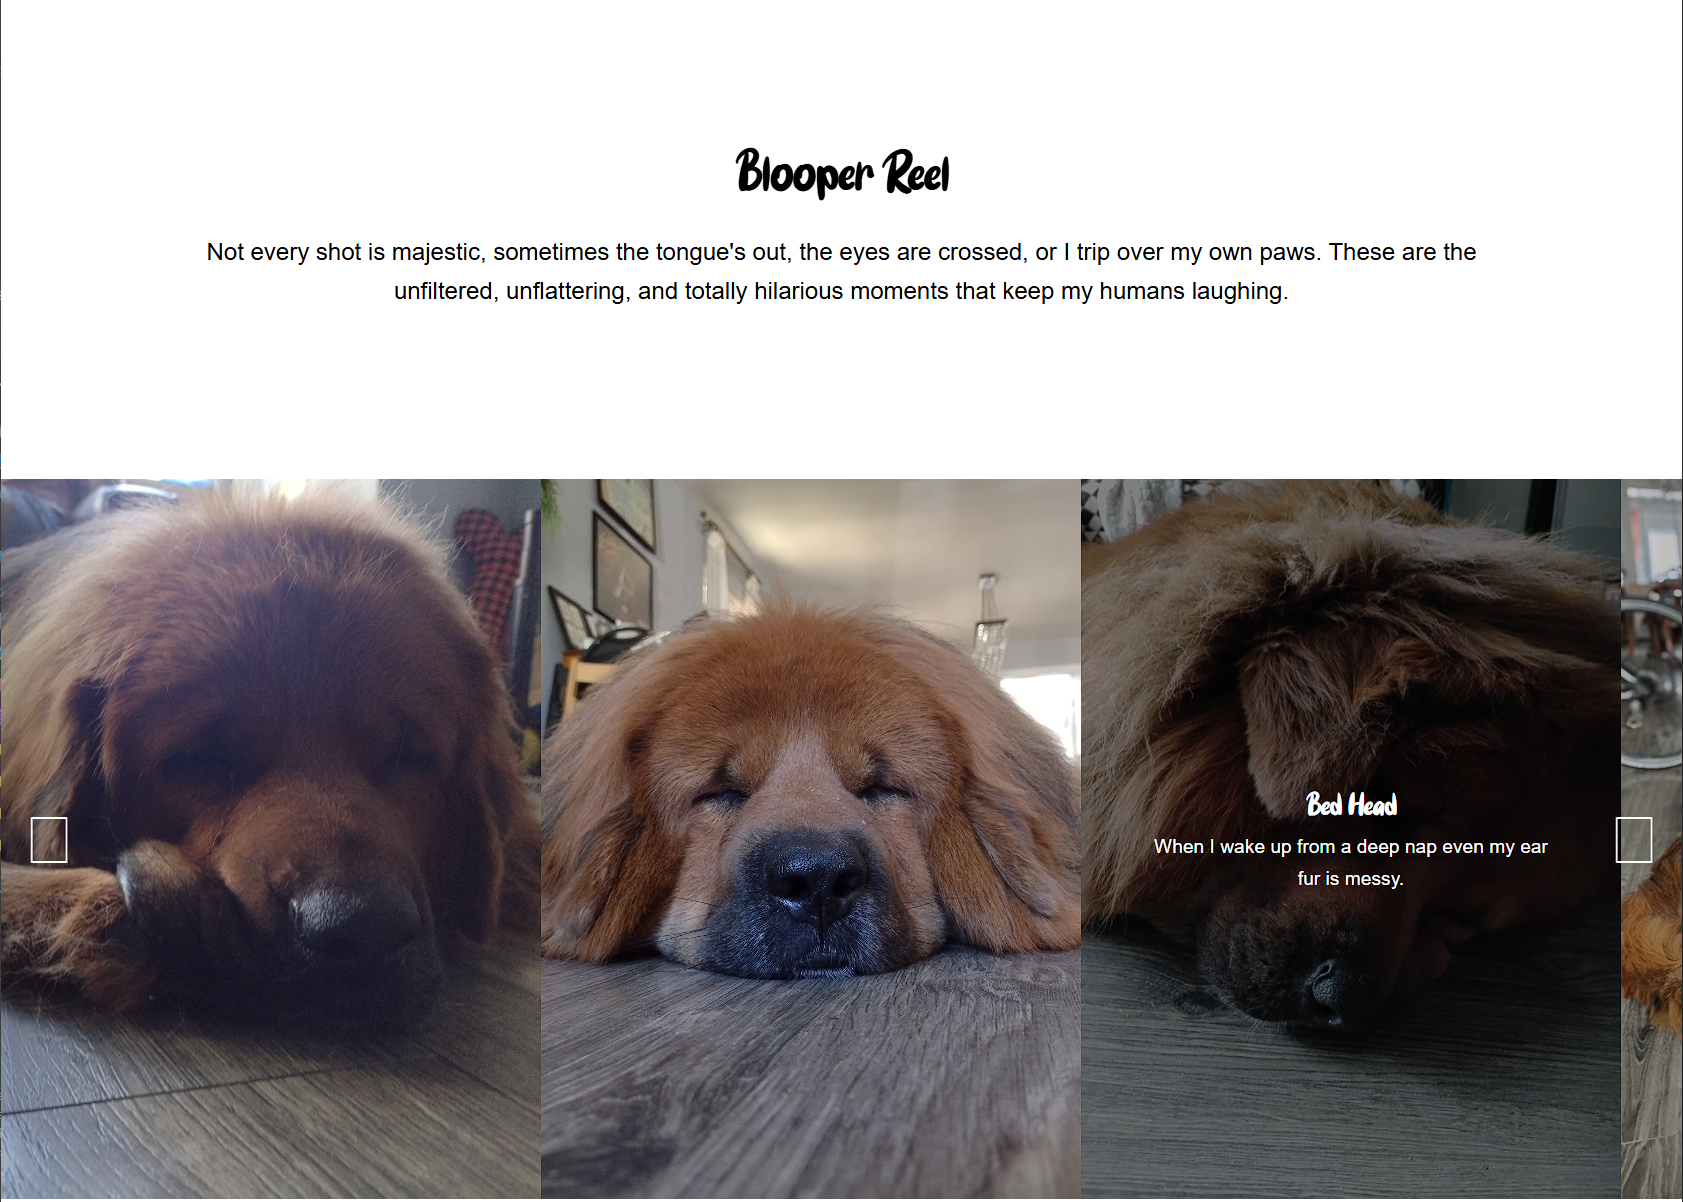 Blooper Reel
Not every shot is majestic, sometimes the tongue's out, the eyes are crossed, or I trip over my own paws. These are the
unfiltered, unflattering, and totally hilarious moments that keep my humans laughing.
Bed Head
When I wake up from a deep nap even my ear
fur is messy.